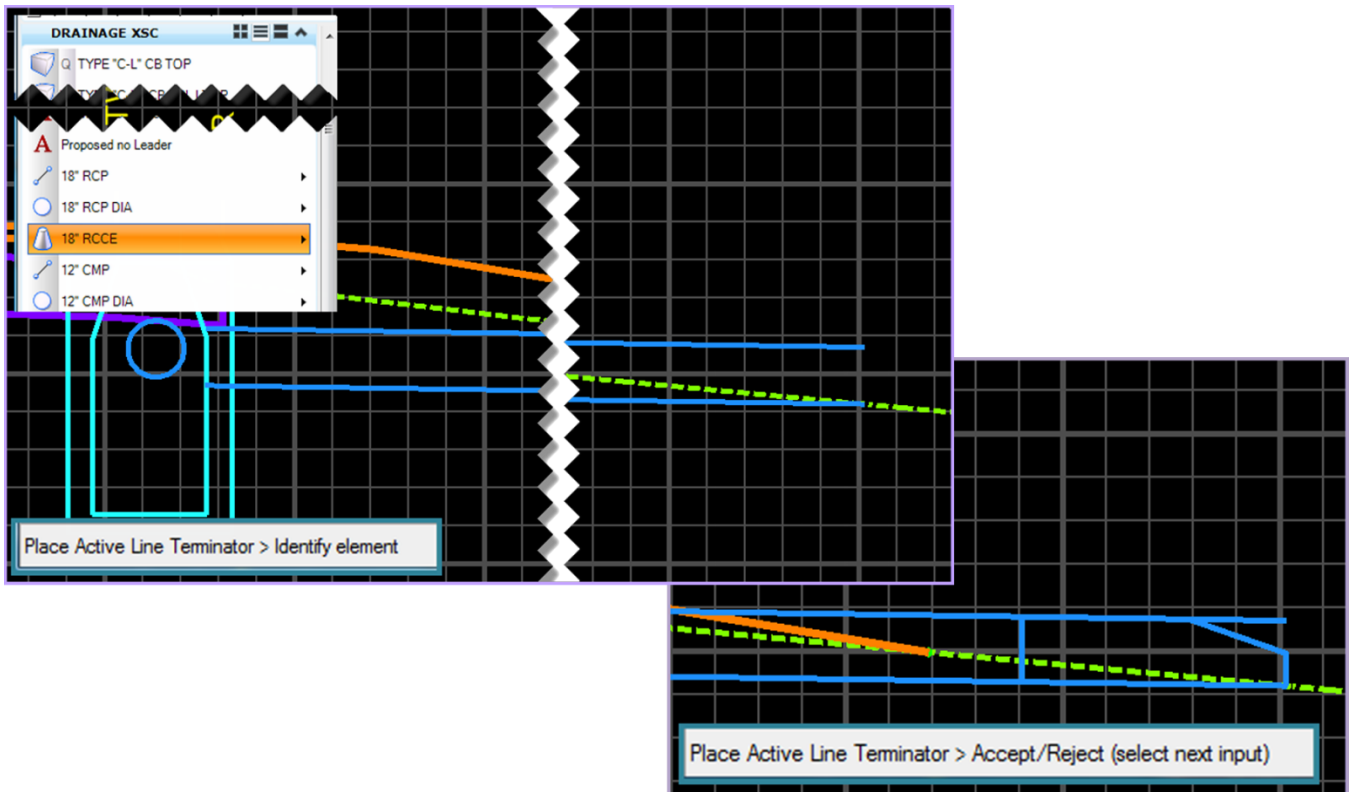 DRAINAGE XSC
Q TYPE "C-L" CB TOP
Proposed no Leader
18" RCP
18" RCP DIA
18" RCCE
12" CMP
12" CMP DIA
Place Active Line Terminator > Identify element
Place Active Line Terminator > Accept/Reject (select next input)